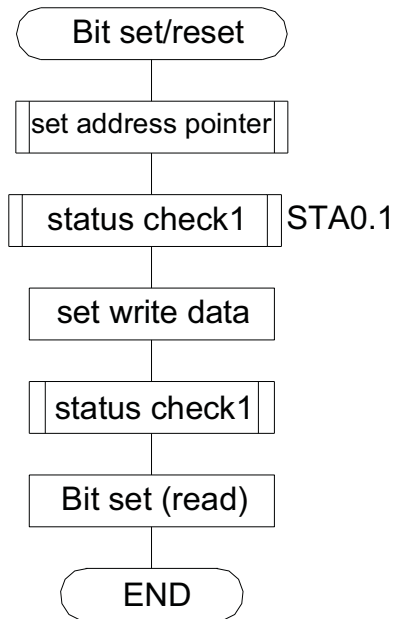 Bit set/reset
set address pointer
status check1 STA0.1
set write data
status check1
Bit set (read)
END